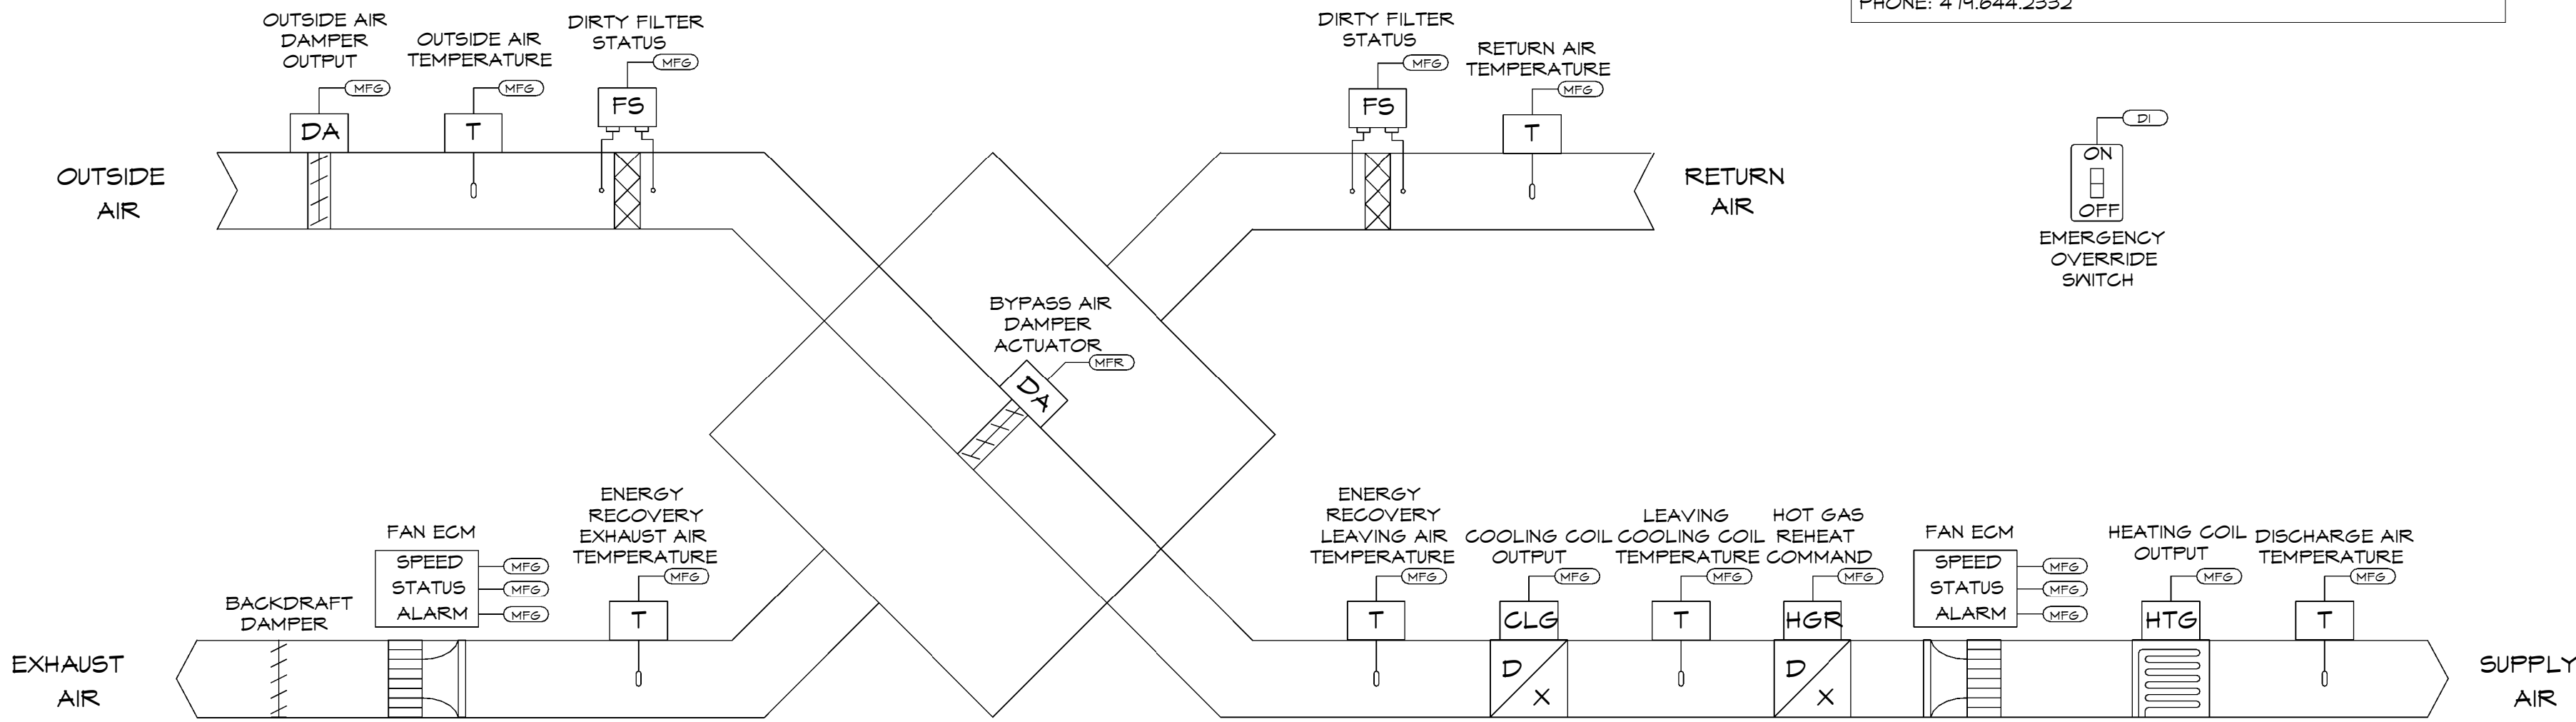 PHONE: 479.644.2332
OUTSIDE AIR
DAMPER
OUTPUT
MFG
DA
OUTSIDE AIR
TEMPERATURE
MFG
T
DIRTY FILTER
STATUS
MFG
FS
DIRTY FILTER
STATUS
MFG
FS
RETURN AIR
TEMPERATURE
MFG
T
OUTSIDE
AIR
RETURN
AIR
DI
ON
OFF
EMERGENCY
OVERRIDE
SWITCH
BYPASS AIR
DAMPER
ACTUATOR
MFR
DA
BACKDRAFT
DAMPER
FAN ECM
SPEED
MFG
STATUS
MFG
ALARM
MFG
ENERGY
RECOVERY
EXHAUST AIR
TEMPERATURE
MFG
T
ENERGY
RECOVERY
LEAVING AIR
TEMPERATURE
MFG
T
COOLING COIL
OUTPUT
MFG
CLG
D
X
LEAVING
COOLING COIL
TEMPERATURE
MFG
T
HOT GAS
REHEAT
COMMAND
MFG
HGR
D
X
FAN ECM
SPEED
MFG
STATUS
MFG
ALARM
MFG
HEATING COIL
OUTPUT
MFG
HTG
DISCHARGE AIR
TEMPERATURE
MFG
T
EXHAUST
AIR
SUPPLY
AIR